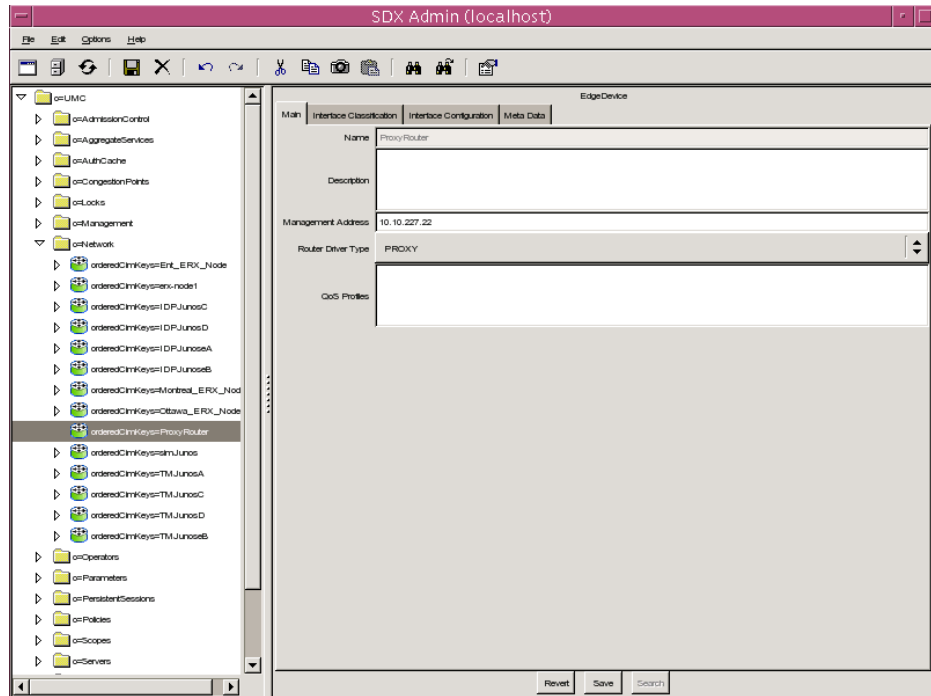 SDX Admin (localhost)
File Edit Options Help
o=UMC
o=AdmissionControl
o=AggregateServices
o=AuthCache
o=CongestionPoints
o=Locks
o=Management
o=Network
orderedCimKeys=Ent_ERX_Node
orderedCimKeys=erx-node1
orderedCimKeys=IDPJunosC
orderedCimKeys=IDPJunosD
orderedCimKeys=IDPJunoseA
orderedCimKeys=IDPJunoseB
orderedCimKeys=Montreal_ERX_Nod
orderedCimKeys=Ottawa_ERX_Node
orderedCimKeys=ProxyRouter
orderedCimKeys=simJunos
orderedCimKeys=TMJunosA
orderedCimKeys=TMJunosC
orderedCimKeys=TMJunosD
orderedCimKeys=TMJunoseB
o=Operators
o=Parameters
o=PersistentSessions
o=Policies
o=Scopes
o=Servers
EdgeDevice
Main Interface Classification Interface Configuration Meta Data
Name ProxyRouter
Description
Management Address 10.10.227.22
Router Driver Type PROXY
QoS Profiles
Revert Save Search